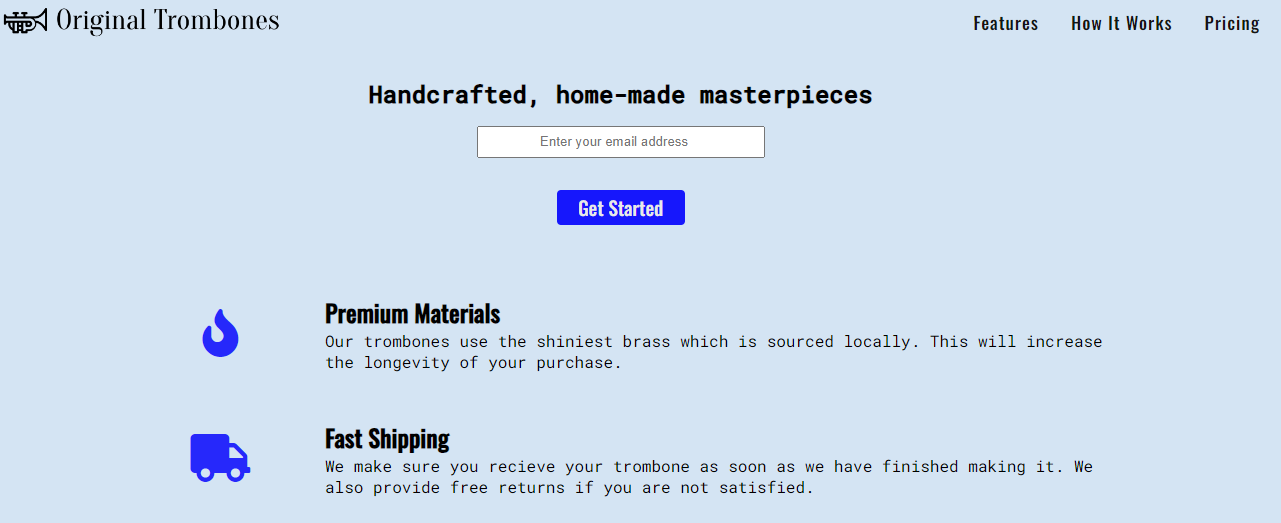 Original Trombones
Features
How It Works
Pricing
Handcrafted, home-made masterpieces
Enter your email address
Get Started
Premium Materials
Our trombones use the shiniest brass which is sourced locally. This will increase
the longevity of your purchase.
Fast Shipping
We make sure you recieve your trombone as soon as we have finished making it. We
also provide free returns if you are not satisfied.